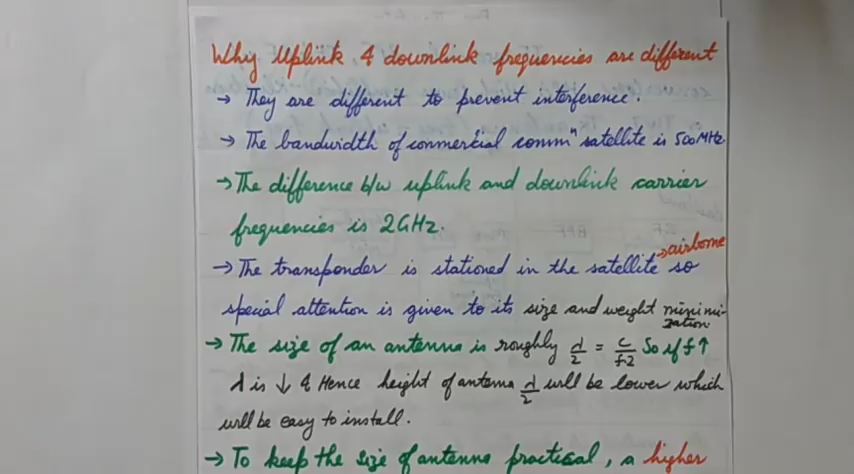 Why Uplink & downlink frequencies are different
→ They are different to prevent interference.
→ The bandwidth of commertial commⁿ satellite is 500MHz
→ The difference b/w uplink and downlink carrier
frequencies is 2GHz.
→ airborne
→ The transponder is stationed in the satellite so
special attention is given to its size and weight minimi-
zation
→ The size of an antenna is roughly λ/2 = c/f·2 So if f↑
λ is ↓ & Hence height of antenna λ/2 will be lower which
will be easy to install.
→ To keep the size of antenna practical, a higher